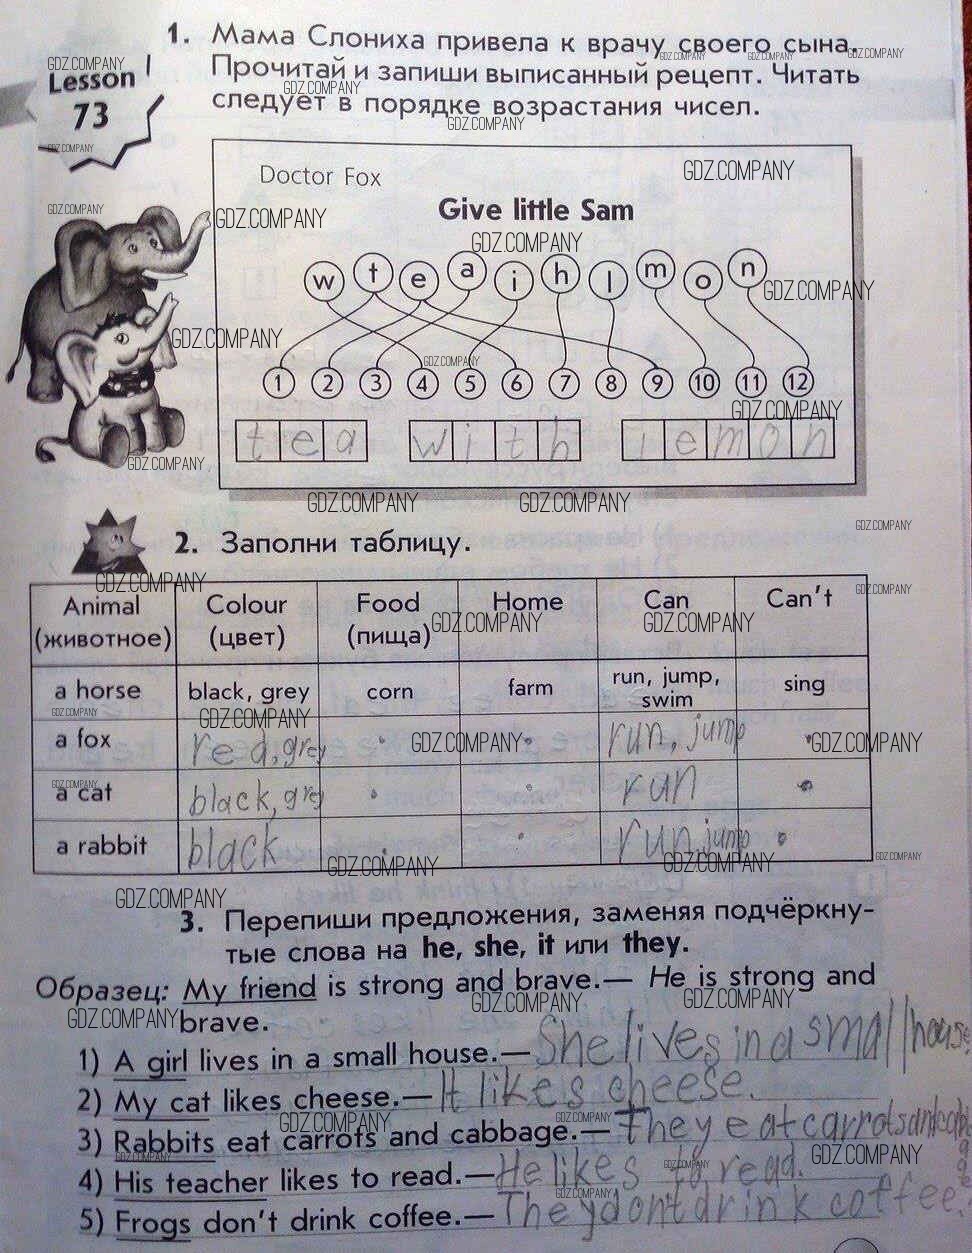 Lesson
73
1. Мама Слониха привела к врачу своего сына.
Прочитай и запиши выписанный рецепт. Читать
следует в порядке возрастания чисел.
Doctor Fox
Give little Sam
w t e a i h l m o n
1 2 3 4 5 6 7 8 9 10 11 12
tea with lemon
2. Заполни таблицу.
Animal (животное) Colour (цвет) Food (пища) Home Can Can't
a horse black, grey corn farm run, jump, swim sing
a fox red, grey run, jump
a cat black, grey run
a rabbit black run, jump
3. Перепиши предложения, заменяя подчёркну-
тые слова на he, she, it или they.
Образец: My friend is strong and brave.— He is strong and
brave.
1) A girl lives in a small house.— She lives in a small house.
2) My cat likes cheese.— It likes cheese.
3) Rabbits eat carrots and cabbage.— They eat carrots and
4) His teacher likes to read.— He likes to read.
5) Frogs don't drink coffee.— They dont drink coffee.
GDZ.COMPANY